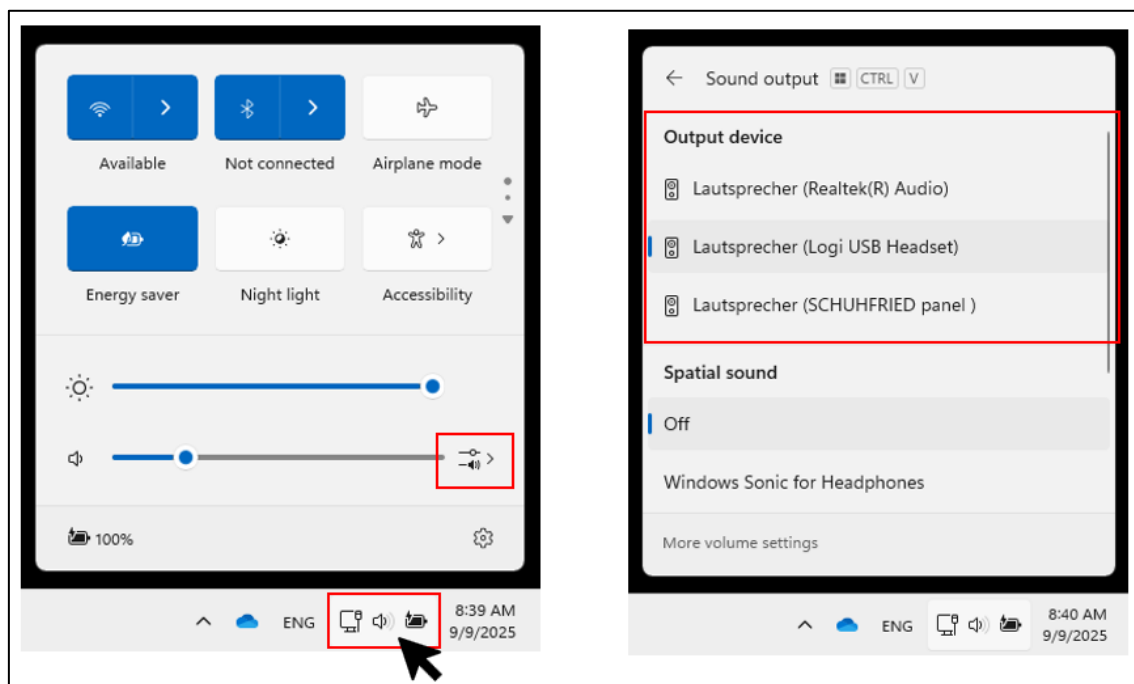 Available Not connected Airplane mode
Energy saver Night light Accessibility
100%
ENG 8:39 AM
9/9/2025
Sound output CTRL V
Output device
Lautsprecher (Realtek(R) Audio)
Lautsprecher (Logi USB Headset)
Lautsprecher (SCHUHFRIED panel )
Spatial sound
Off
Windows Sonic for Headphones
More volume settings
ENG 8:40 AM
9/9/2025